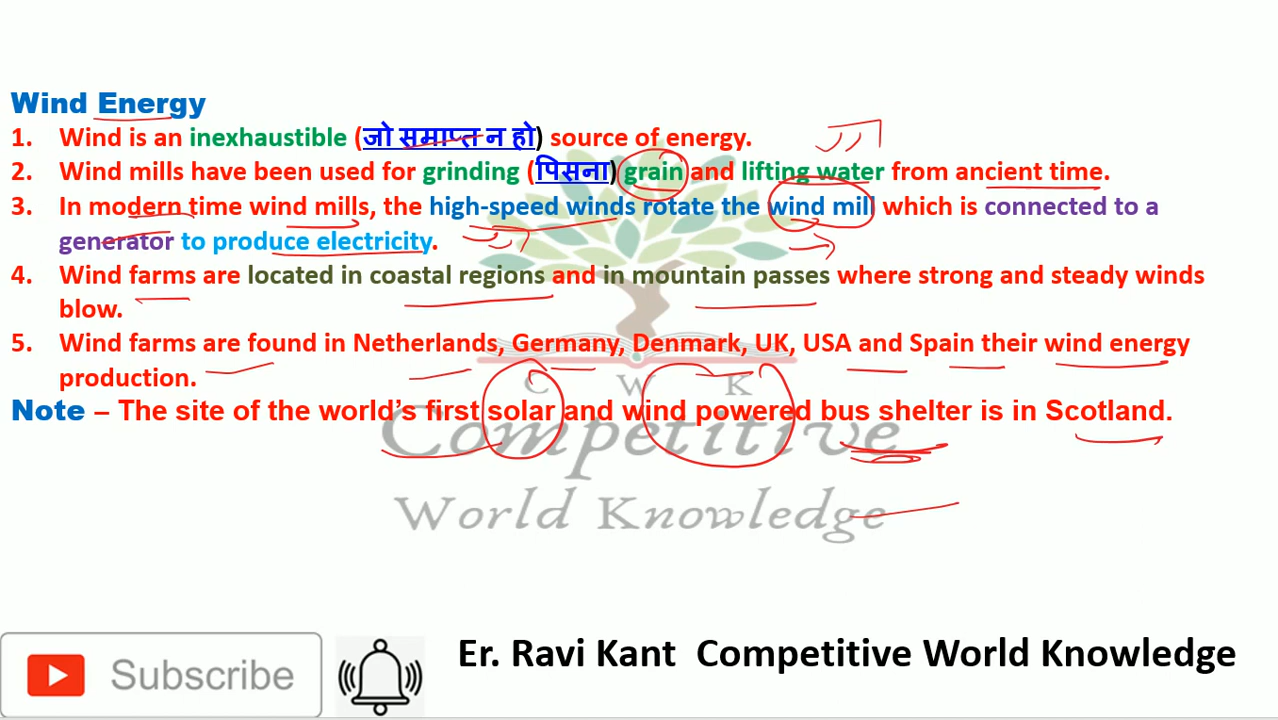 Wind Energy
1. Wind is an inexhaustible (जो समाप्त न हो) source of energy.
2. Wind mills have been used for grinding (पिसना) grain and lifting water from ancient time.
3. In modern time wind mills, the high-speed winds rotate the wind mill which is connected to a
generator to produce electricity.
4. Wind farms are located in coastal regions and in mountain passes where strong and steady winds
blow.
5. Wind farms are found in Netherlands, Germany, Denmark, UK, USA and Spain their wind energy
production.
C W K
Note – The site of the world’s first solar and wind powered bus shelter is in Scotland.
Competitive
World Knowledge
Subscribe
Er. Ravi Kant Competitive World Knowledge